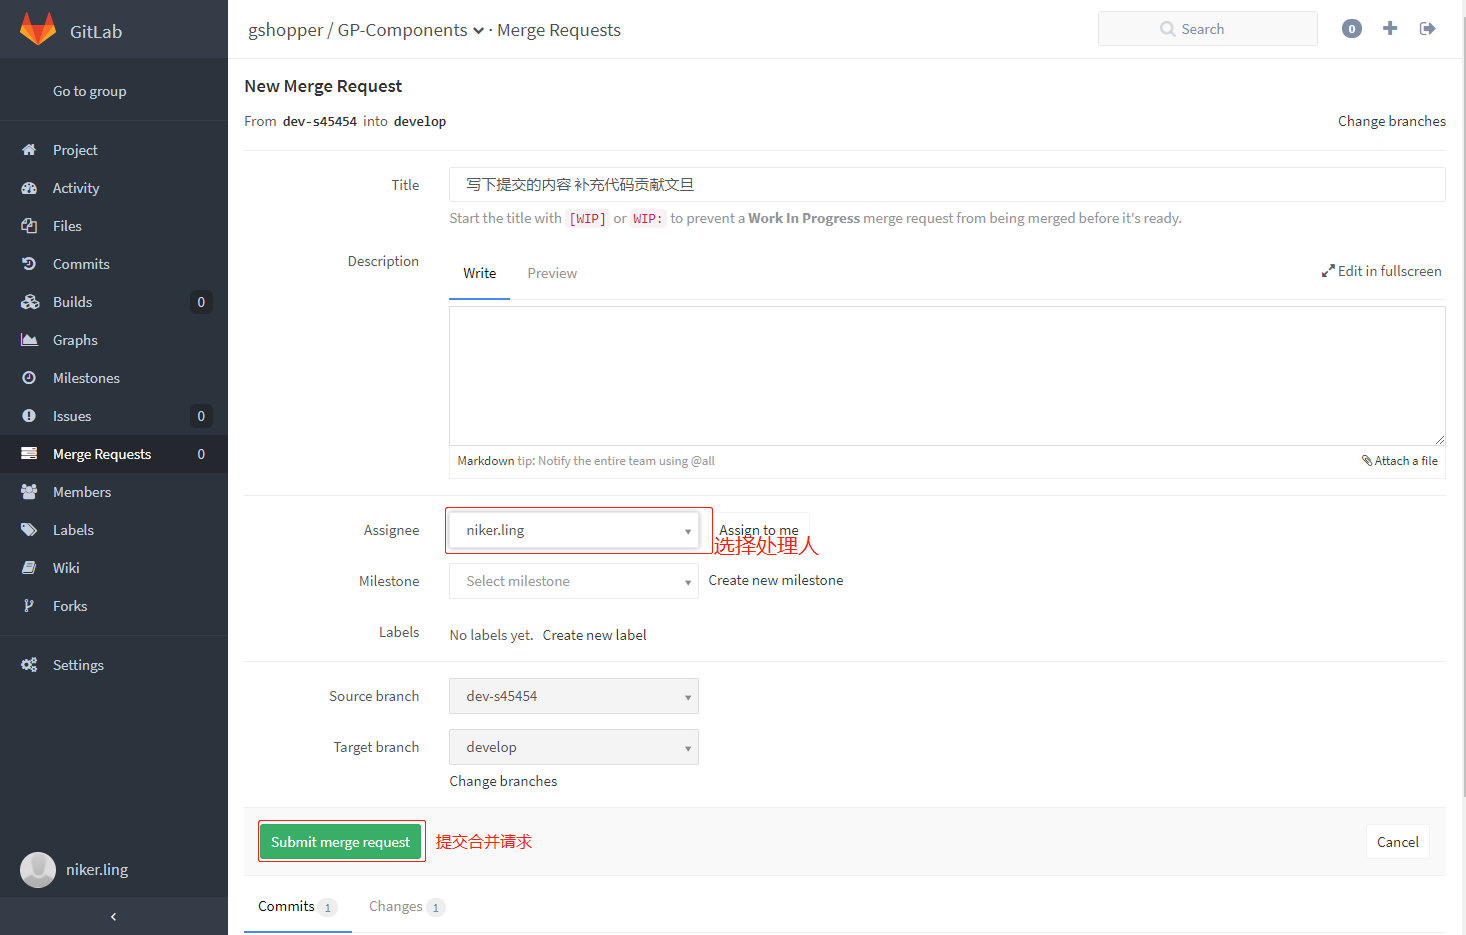 GitLab
gshopper / GP-Components · Merge Requests
Search
0
Go to group
Project
Activity
Files
Commits
Builds 0
Graphs
Milestones
Issues 0
Merge Requests 0
Members
Labels
Wiki
Forks
Settings
niker.ling
New Merge Request
From dev-s45454 into develop
Change branches
Title
写下提交的内容 补充代码贡献文旦
Start the title with [WIP] or WIP: to prevent a Work In Progress merge request from being merged before it's ready.
Description
Write Preview
Edit in fullscreen
Markdown tip: Notify the entire team using @all
Attach a file
Assignee
niker.ling
Assign to me
选择处理人
Milestone
Select milestone
Create new milestone
Labels
No labels yet. Create new label
Source branch
dev-s45454
Target branch
develop
Change branches
Submit merge request
提交合并请求
Cancel
Commits 1
Changes 1